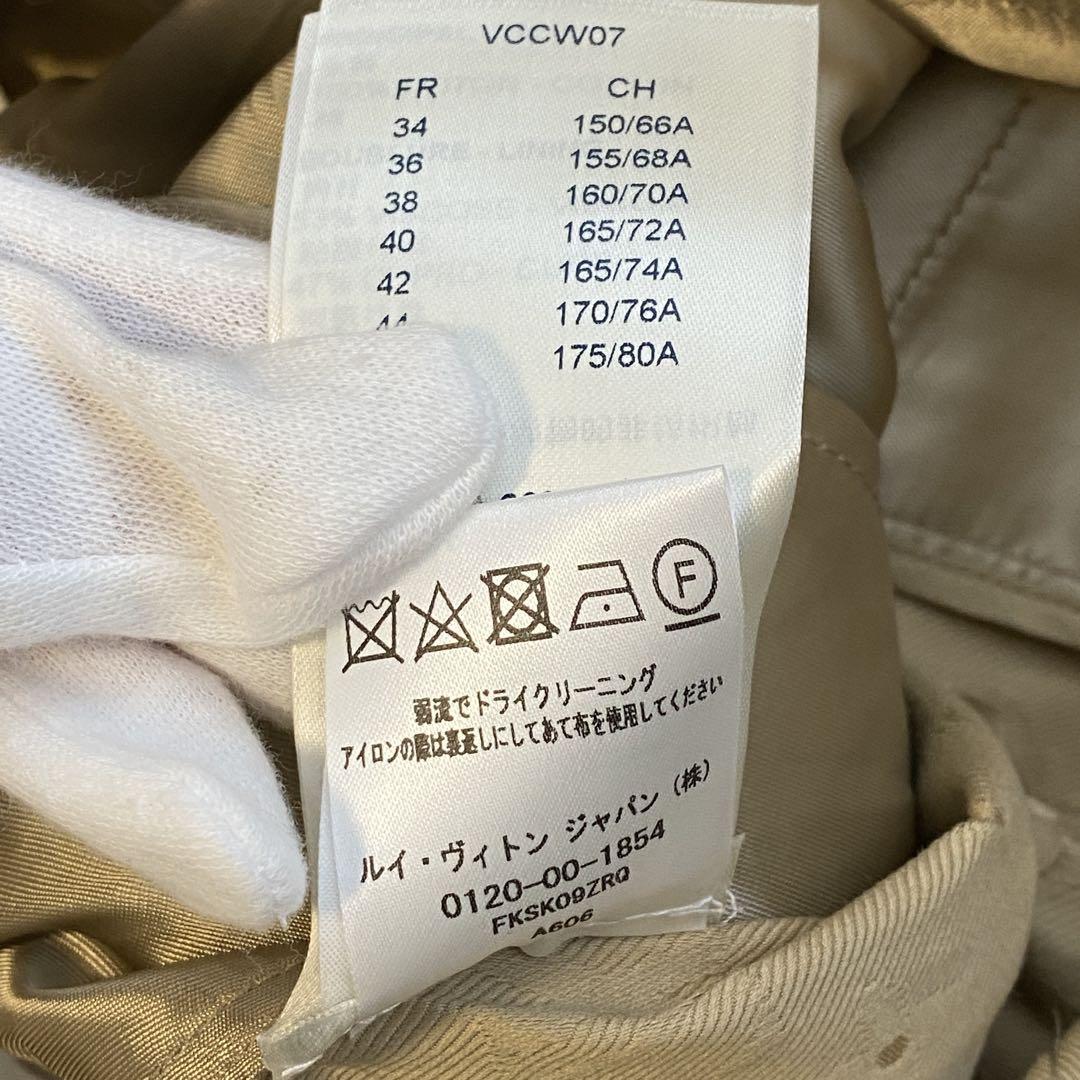 VCCW07
FR CH
34 150/66A
36 155/68A
38 160/70A
40 165/72A
42 165/74A
44 170/76A
175/80A
F
弱流でドライクリーニング
アイロンの際は裏返しにしてあて布を使用してください
ルイ・ヴィトン ジャパン (株)
0120-00-1854
FKSK09ZRQ
A606